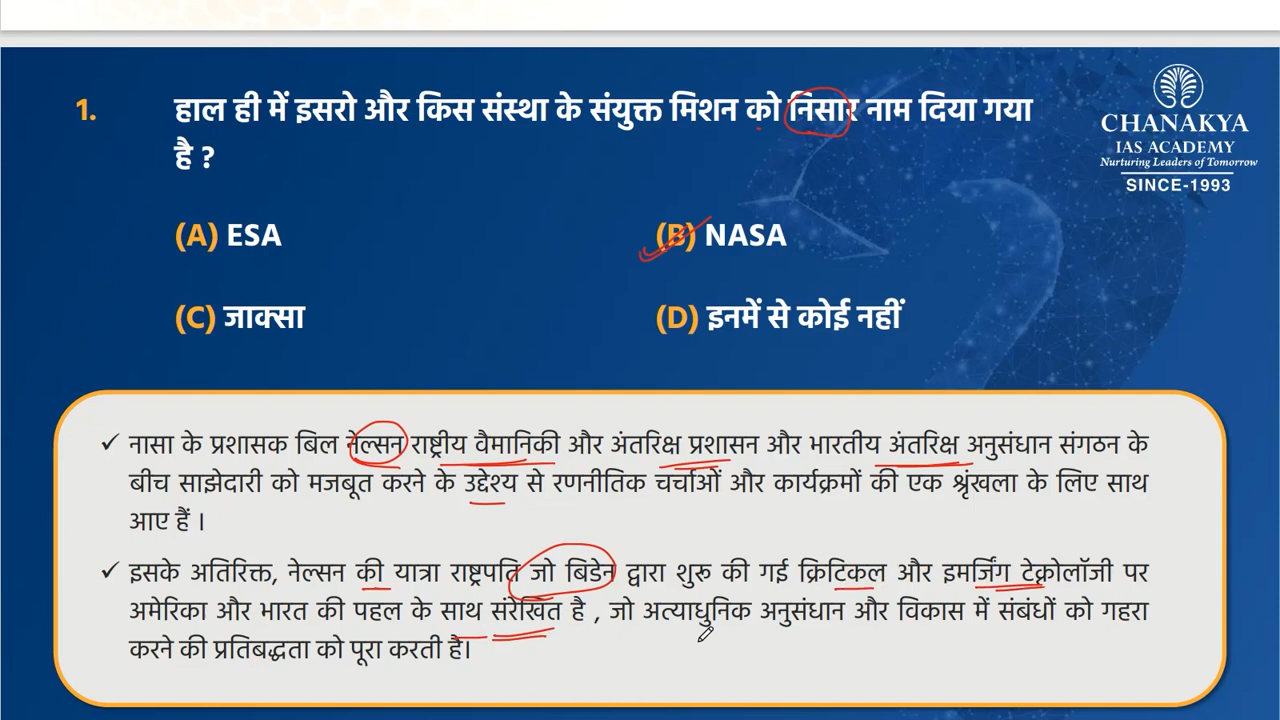 1. हाल ही में इसरो और किस संस्था के संयुक्त मिशन को निसार नाम दिया गया
है ?
CHANAKYA
IAS ACADEMY
Nurturing Leaders of Tomorrow
SINCE-1993
(A) ESA
(B) NASA
(C) जाक्सा
(D) इनमें से कोई नहीं
✓ नासा के प्रशासक बिल नेल्सन राष्ट्रीय वैमानिकी और अंतरिक्ष प्रशासन और भारतीय अंतरिक्ष अनुसंधान संगठन के
बीच साझेदारी को मजबूत करने के उद्देश्य से रणनीतिक चर्चाओं और कार्यक्रमों की एक श्रृंखला के लिए साथ
आए हैं ।
✓ इसके अतिरिक्त, नेल्सन की यात्रा राष्ट्रपति जो बिडेन द्वारा शुरू की गई क्रिटिकल और इमर्जिंग टेक्नोलॉजी पर
अमेरिका और भारत की पहल के साथ संरेखित है , जो अत्याधुनिक अनुसंधान और विकास में संबंधों को गहरा
करने की प्रतिबद्धता को पूरा करती है।